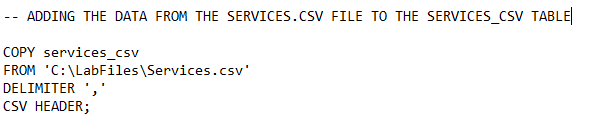 -- ADDING THE DATA FROM THE SERVICES.CSV FILE TO THE SERVICES_CSV TABLE
COPY services_csv
FROM 'C:\LabFiles\Services.csv'
DELIMITER ','
CSV HEADER;